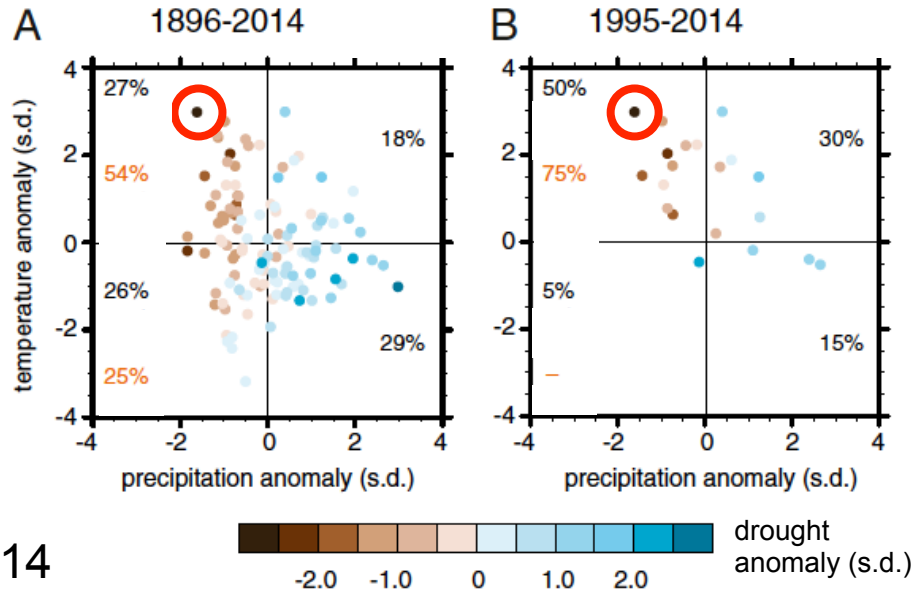 A 1896-2014
B 1995-2014
temperature anomaly (s.d.)
4
2
0
-2
-4
27%
18%
54%
26%
29%
25%
-4 -2 0 2 4
precipitation anomaly (s.d.)
4
2
0
-2
-4
50%
30%
75%
5%
15%
–
-4 -2 0 2 4
precipitation anomaly (s.d.)
14
-2.0 -1.0 0 1.0 2.0
drought
anomaly (s.d.)